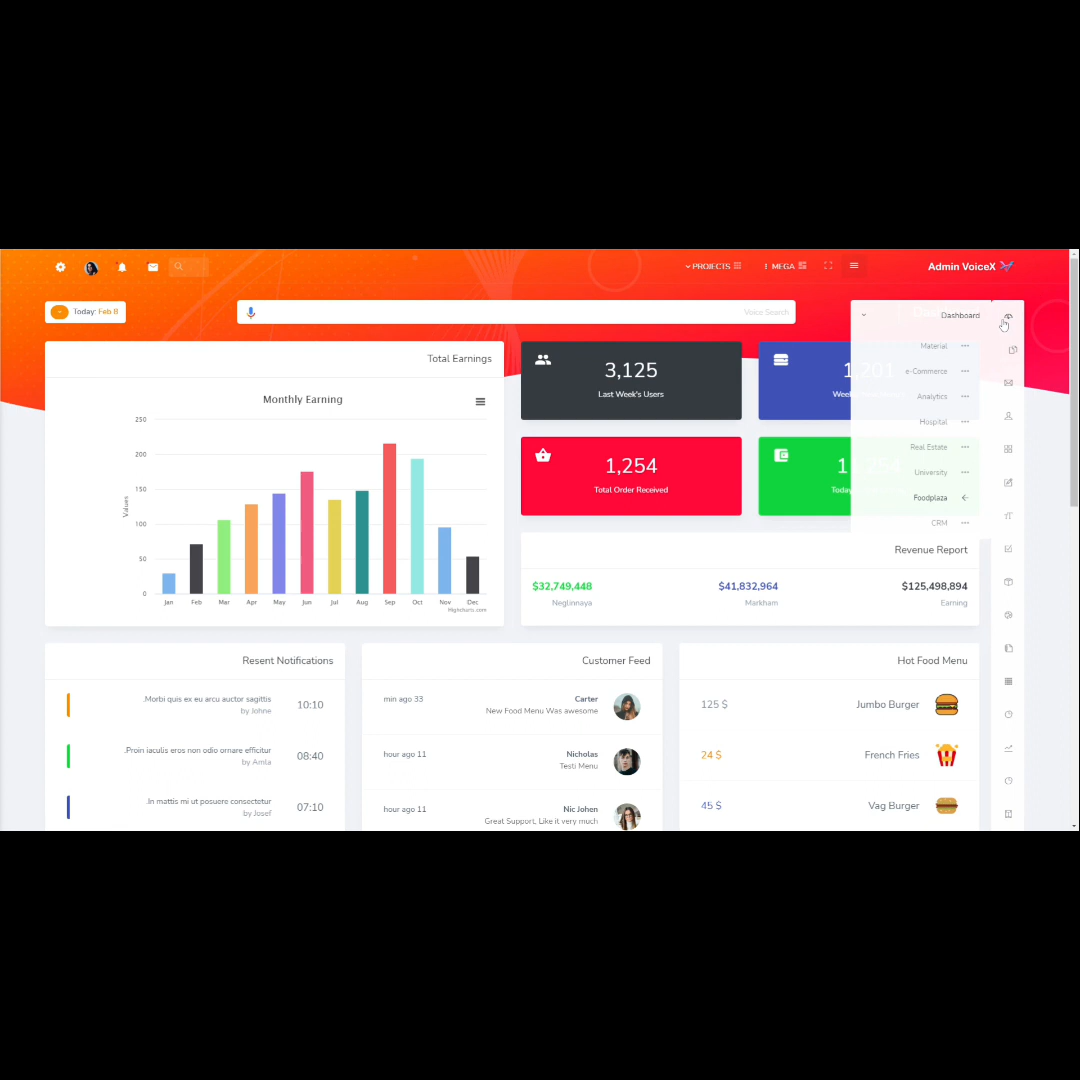 PROJECTS
MEGA
Admin VoiceX
Today: Feb 8
Voice Search
Dashboard
Material
e-Commerce
Analytics
Hospital
Real Estate
University
Foodplaza
CRM
Total Earnings
Monthly Earning
Values
250
200
150
100
50
0
Jan Feb Mar Apr May Jun Jul Aug Sep Oct Nov Dec
Highcharts.com
3,125
Last Week's Users
1,201
1,254
Total Order Received
Revenue Report
$32,749,448
Neglinnaya
$41,832,964
Markham
$125,498,894
Earning
Resent Notifications
.Morbi quis ex eu arcu auctor sagittis
by Johne
10:10
.Proin iaculis eros non odio ornare efficitur
by Amla
08:40
.In mattis mi ut posuere consectetur
by Josef
07:10
Customer Feed
min ago 33
Carter
New Food Menu Was awesome
hour ago 11
Nicholas
Testi Menu
hour ago 11
Nic Johen
Great Support, Like it very much
Hot Food Menu
125 $
Jumbo Burger
24 $
French Fries
45 $
Vag Burger